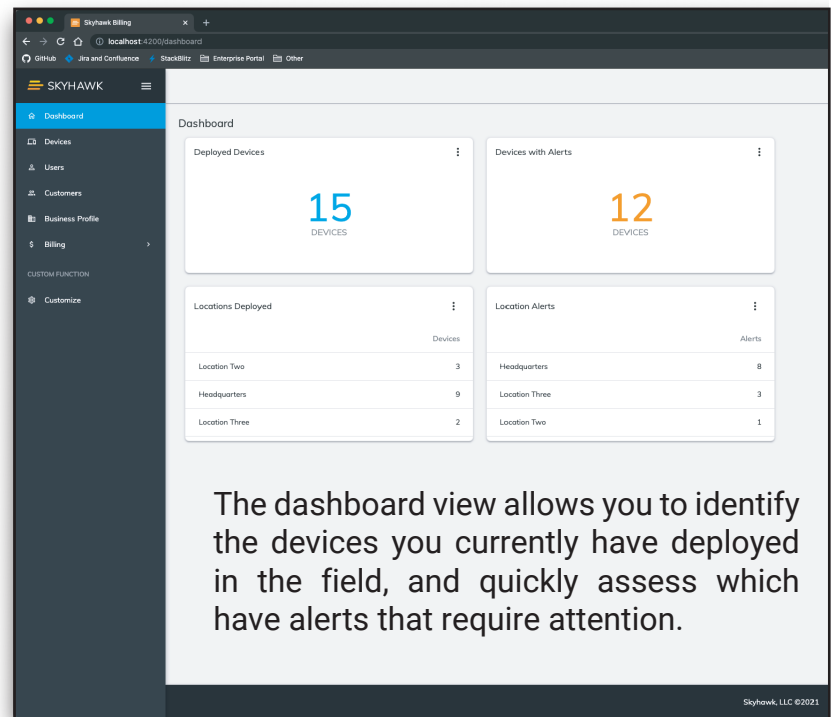 Skyhawk Billing
localhost:4200/dashboard
GitHub Jira and Confluence StackBlitz Enterprise Portal Other
SKYHAWK
Dashboard
Devices
Users
Customers
Business Profile
$ Billing
CUSTOM FUNCTION
Customize
Dashboard
Deployed Devices
15
DEVICES
Devices with Alerts
12
DEVICES
Locations Deployed
Devices
Location Two 3
Headquarters 9
Location Three 2
Location Alerts
Alerts
Headquarters 8
Location Three 3
Location Two 1
The dashboard view allows you to identify
the devices you currently have deployed
in the field, and quickly assess which
have alerts that require attention.
Skyhawk, LLC ©2021